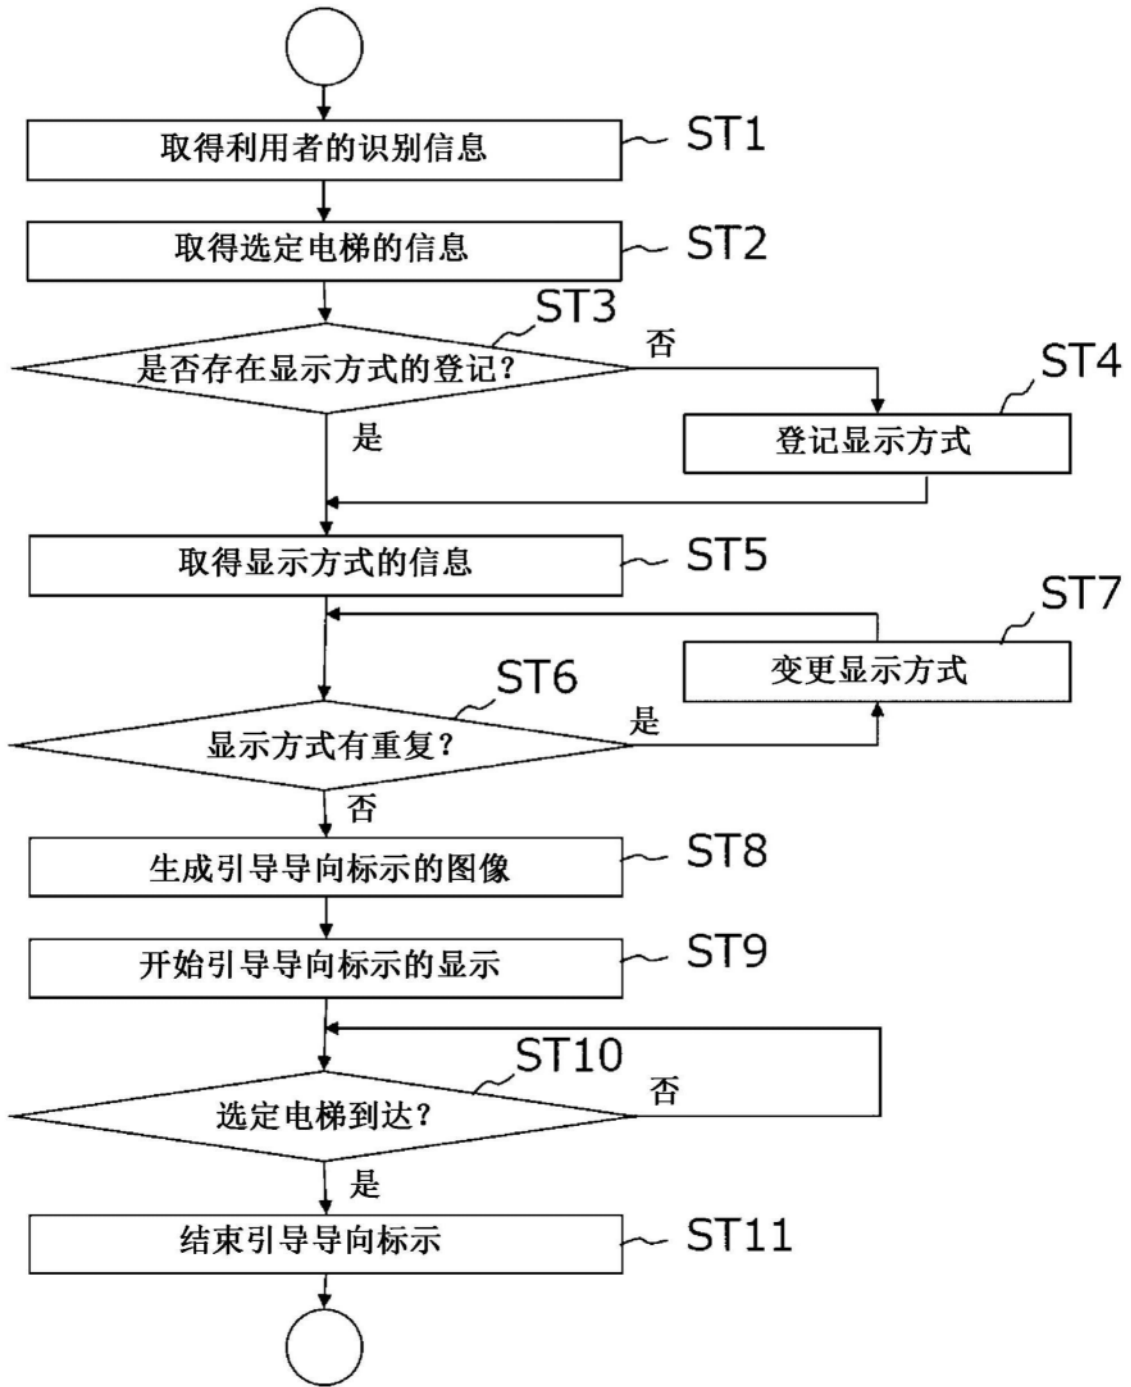 取得利用者的识别信息
ST1
取得选定电梯的信息
ST2
ST3
是否存在显示方式的登记?
否
ST4
登记显示方式
是
取得显示方式的信息
ST5
ST7
变更显示方式
ST6
显示方式有重复?
是
否
生成引导导向标示的图像
ST8
开始引导导向标示的显示
ST9
ST10
选定电梯到达?
否
是
结束引导导向标示
ST11